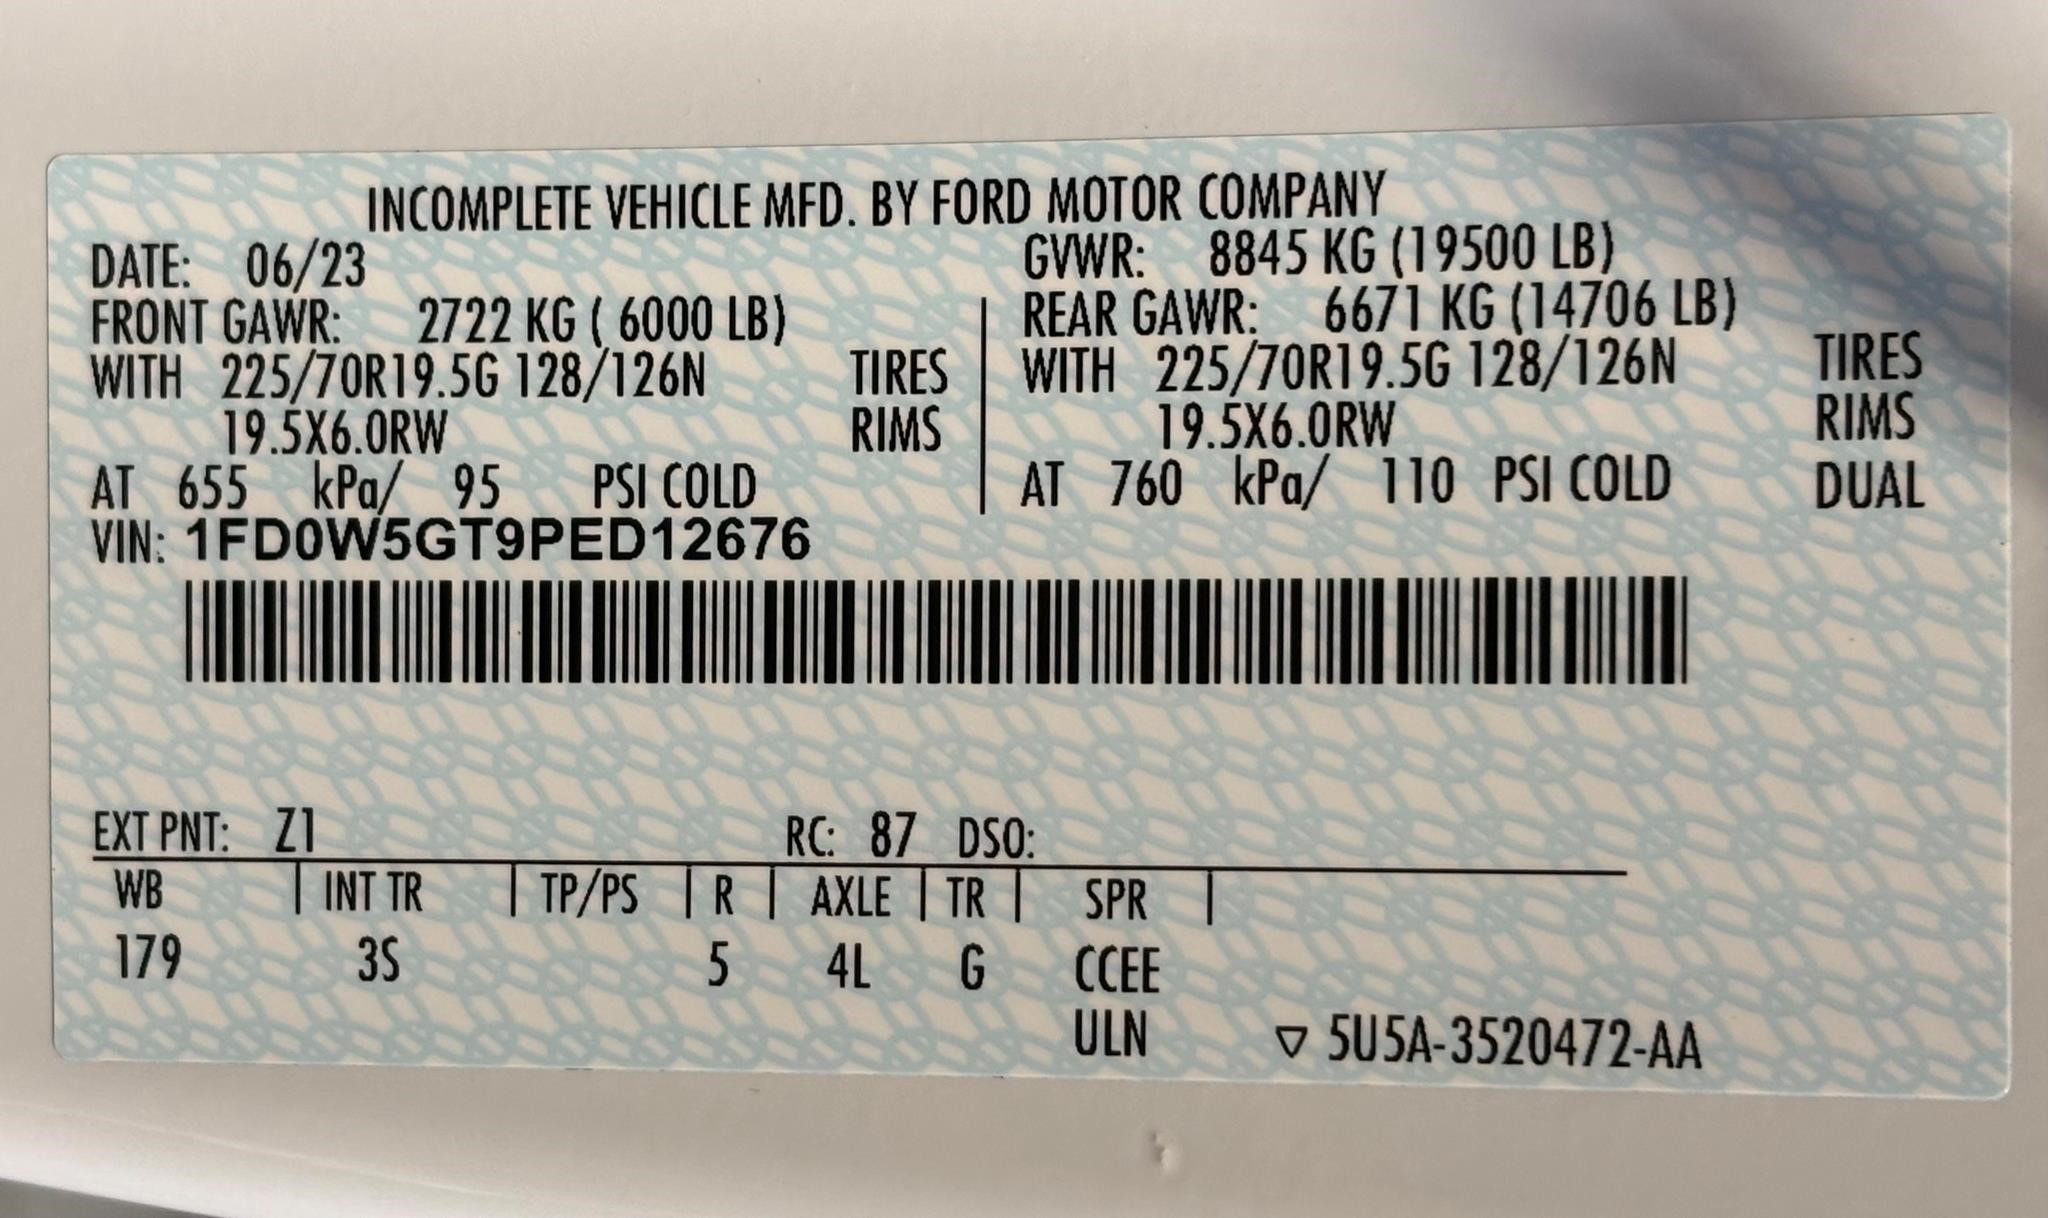 INCOMPLETE VEHICLE MFD. BY FORD MOTOR COMPANY
DATE: 06/23 GVWR: 8845 KG (19500 LB)
FRONT GAWR: 2722 KG ( 6000 LB) REAR GAWR: 6671 KG (14706 LB)
WITH 225/70R19.5G 128/126N TIRES WITH 225/70R19.5G 128/126N TIRES
19.5X6.0RW RIMS 19.5X6.0RW RIMS
AT 655 kPa/ 95 PSI COLD AT 760 kPa/ 110 PSI COLD DUAL
VIN: 1FD0W5GT9PED12676
EXT PNT: Z1 RC: 87 DSO:
WB | INT TR | TP/PS | R | AXLE | TR | SPR |
179 3S 5 4L G CCEE
ULN ▽ 5U5A-3520472-AA